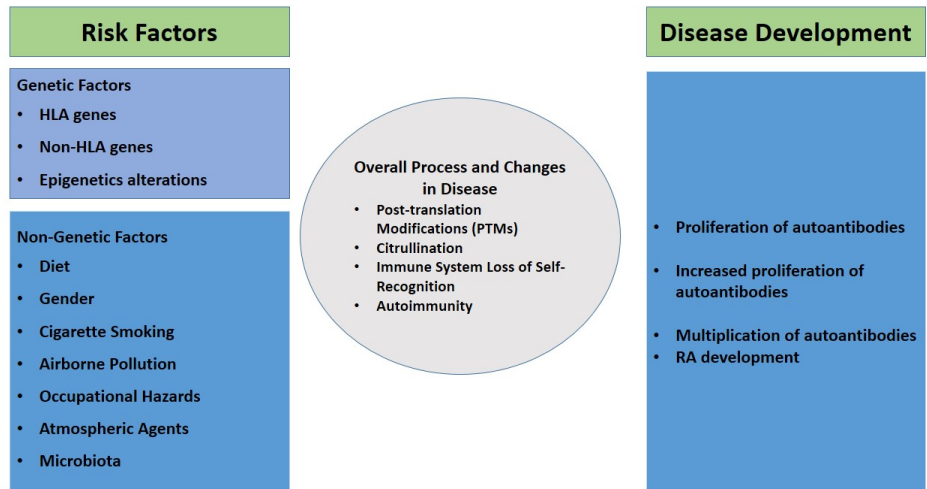 Risk Factors
Genetic Factors
• HLA genes
• Non-HLA genes
• Epigenetics alterations
Non-Genetic Factors
• Diet
• Gender
• Cigarette Smoking
• Airborne Pollution
• Occupational Hazards
• Atmospheric Agents
• Microbiota
Overall Process and Changes
in Disease
• Post-translation
Modifications (PTMs)
• Citrullination
• Immune System Loss of Self-
Recognition
• Autoimmunity
Disease Development
• Proliferation of autoantibodies
• Increased proliferation of
autoantibodies
• Multiplication of autoantibodies
• RA development